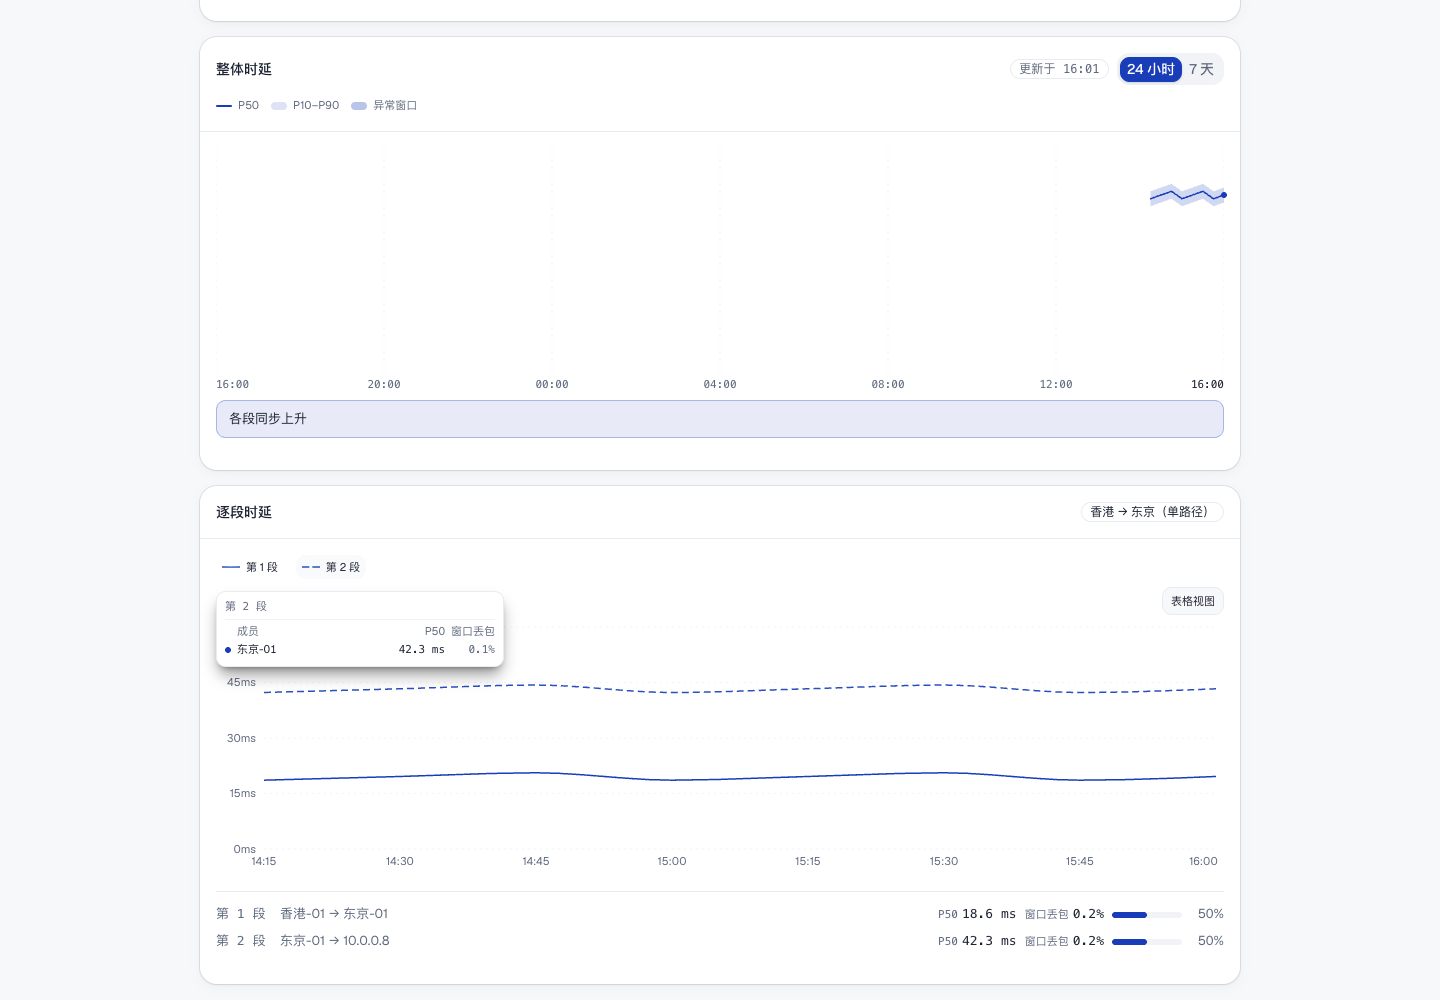 整体时延
更新于 16:01
24 小时
7 天
P50
P10–P90
异常窗口
16:00 20:00 00:00 04:00 08:00 12:00 16:00
各段同步上升
逐段时延
香港 → 东京（单路径）
第 1 段
第 2 段
表格视图
第 2 段
成员 P50 窗口丢包
东京-01 42.3 ms 0.1%
45ms
30ms
15ms
0ms
14:15 14:30 14:45 15:00 15:15 15:30 15:45 16:00
第 1 段 香港-01 → 东京-01 P50 18.6 ms 窗口丢包 0.2% 50%
第 2 段 东京-01 → 10.0.0.8 P50 42.3 ms 窗口丢包 0.2% 50%